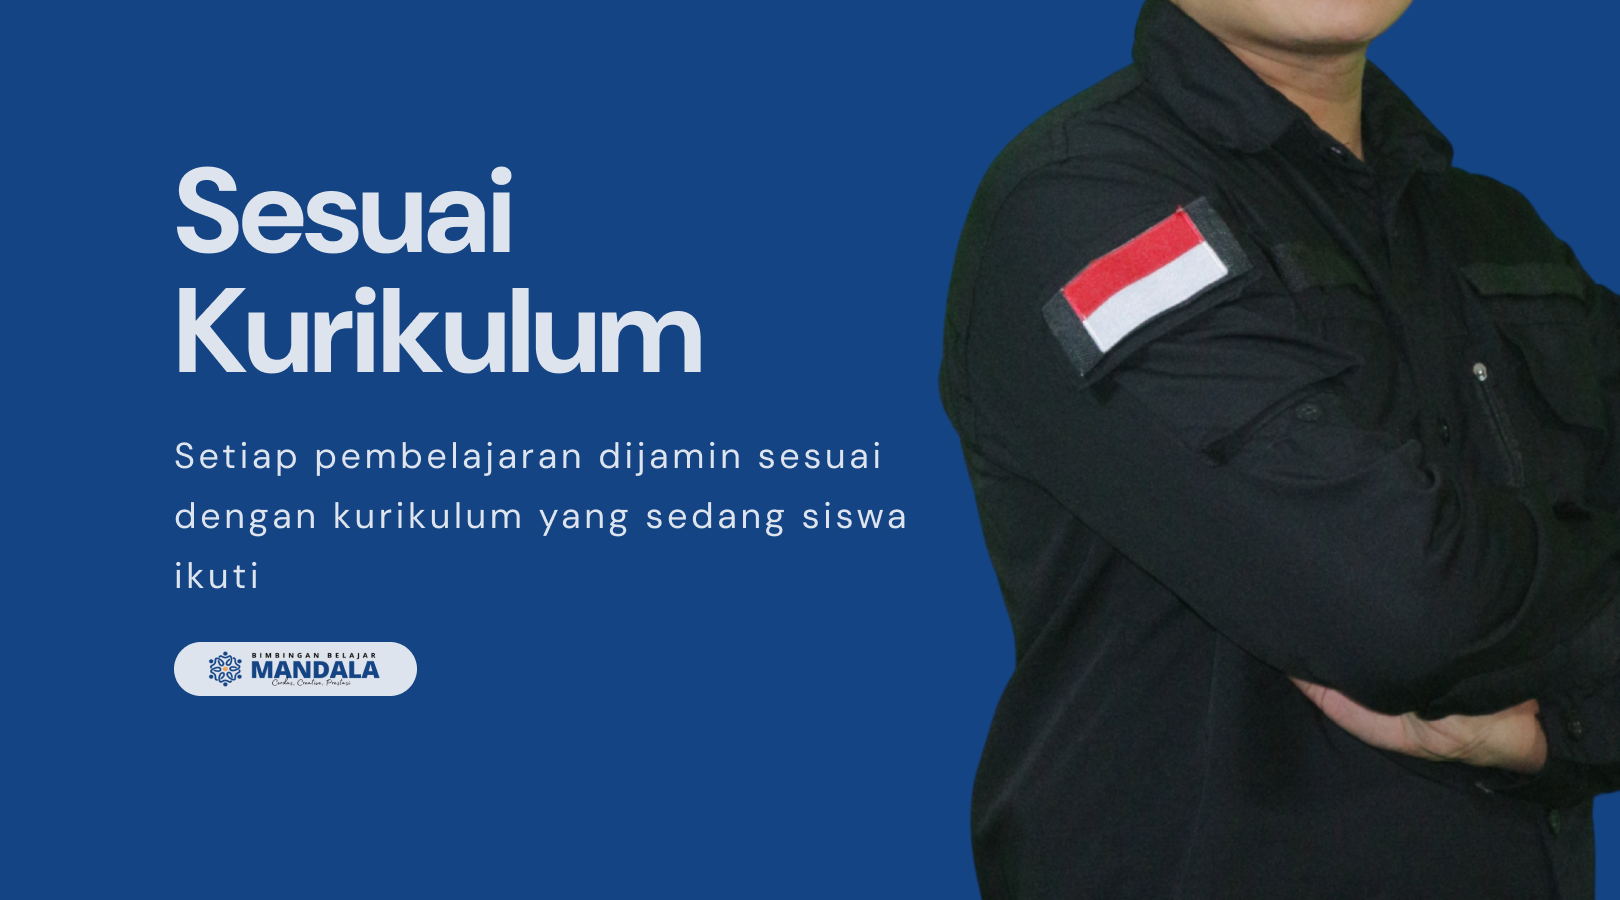 Sesuai
Kurikulum
Setiap pembelajaran dijamin sesuai
dengan kurikulum yang sedang siswa
ikuti
BIMBINGAN BELAJAR
MANDALA
Cerdas, Creative, Prestasi